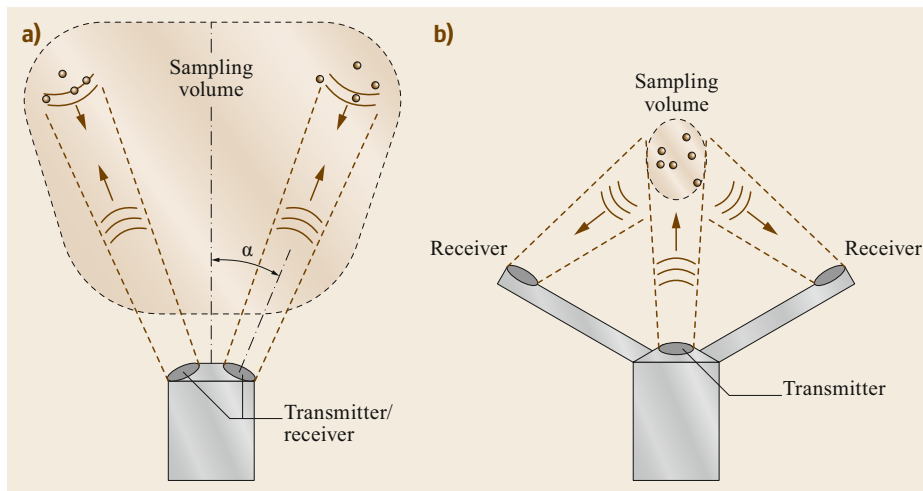 a)
Sampling
volume
α
Transmitter/
receiver
b)
Sampling
volume
Receiver
Receiver
Transmitter